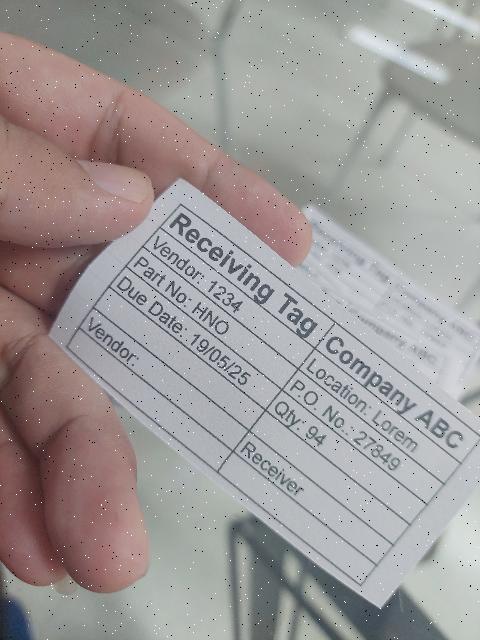 Receiving Tag Company ABC
Vendor: 1234 Location: Lorem
Part No: HNO P.O. No.: 27849
Due Date: 19/05/25 Qty: 94
Vendor: Receiver